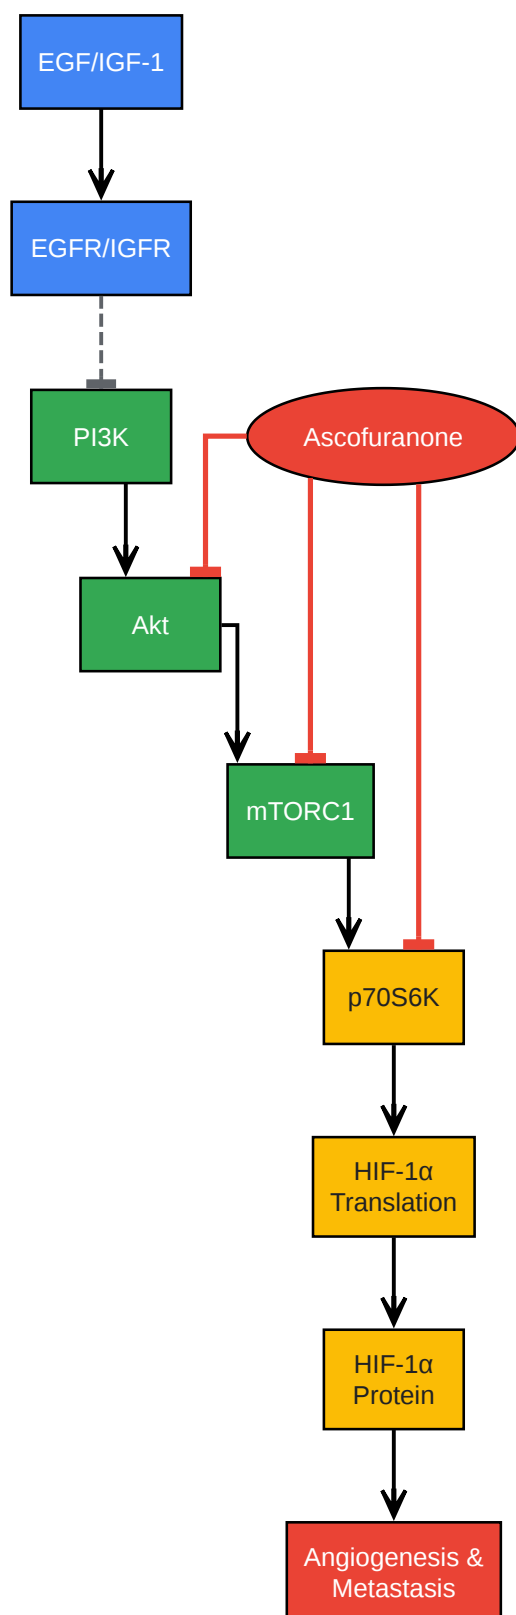 EGF/IGF-1
EGFR/IGFR
PI3K
Ascofuranone
Akt
mTORC1
p70S6K
HIF-1α
Translation
HIF-1α
Protein
Angiogenesis &
Metastasis